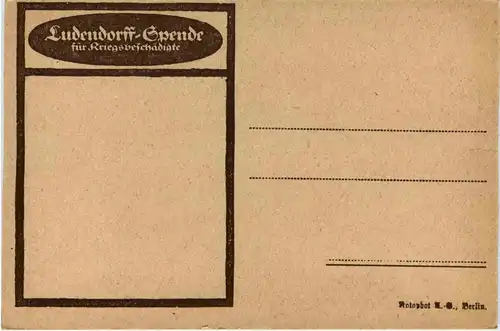 Ludendorff-Spende
für Kriegsbeschädigte
Rotophot A.-G., Berlin.